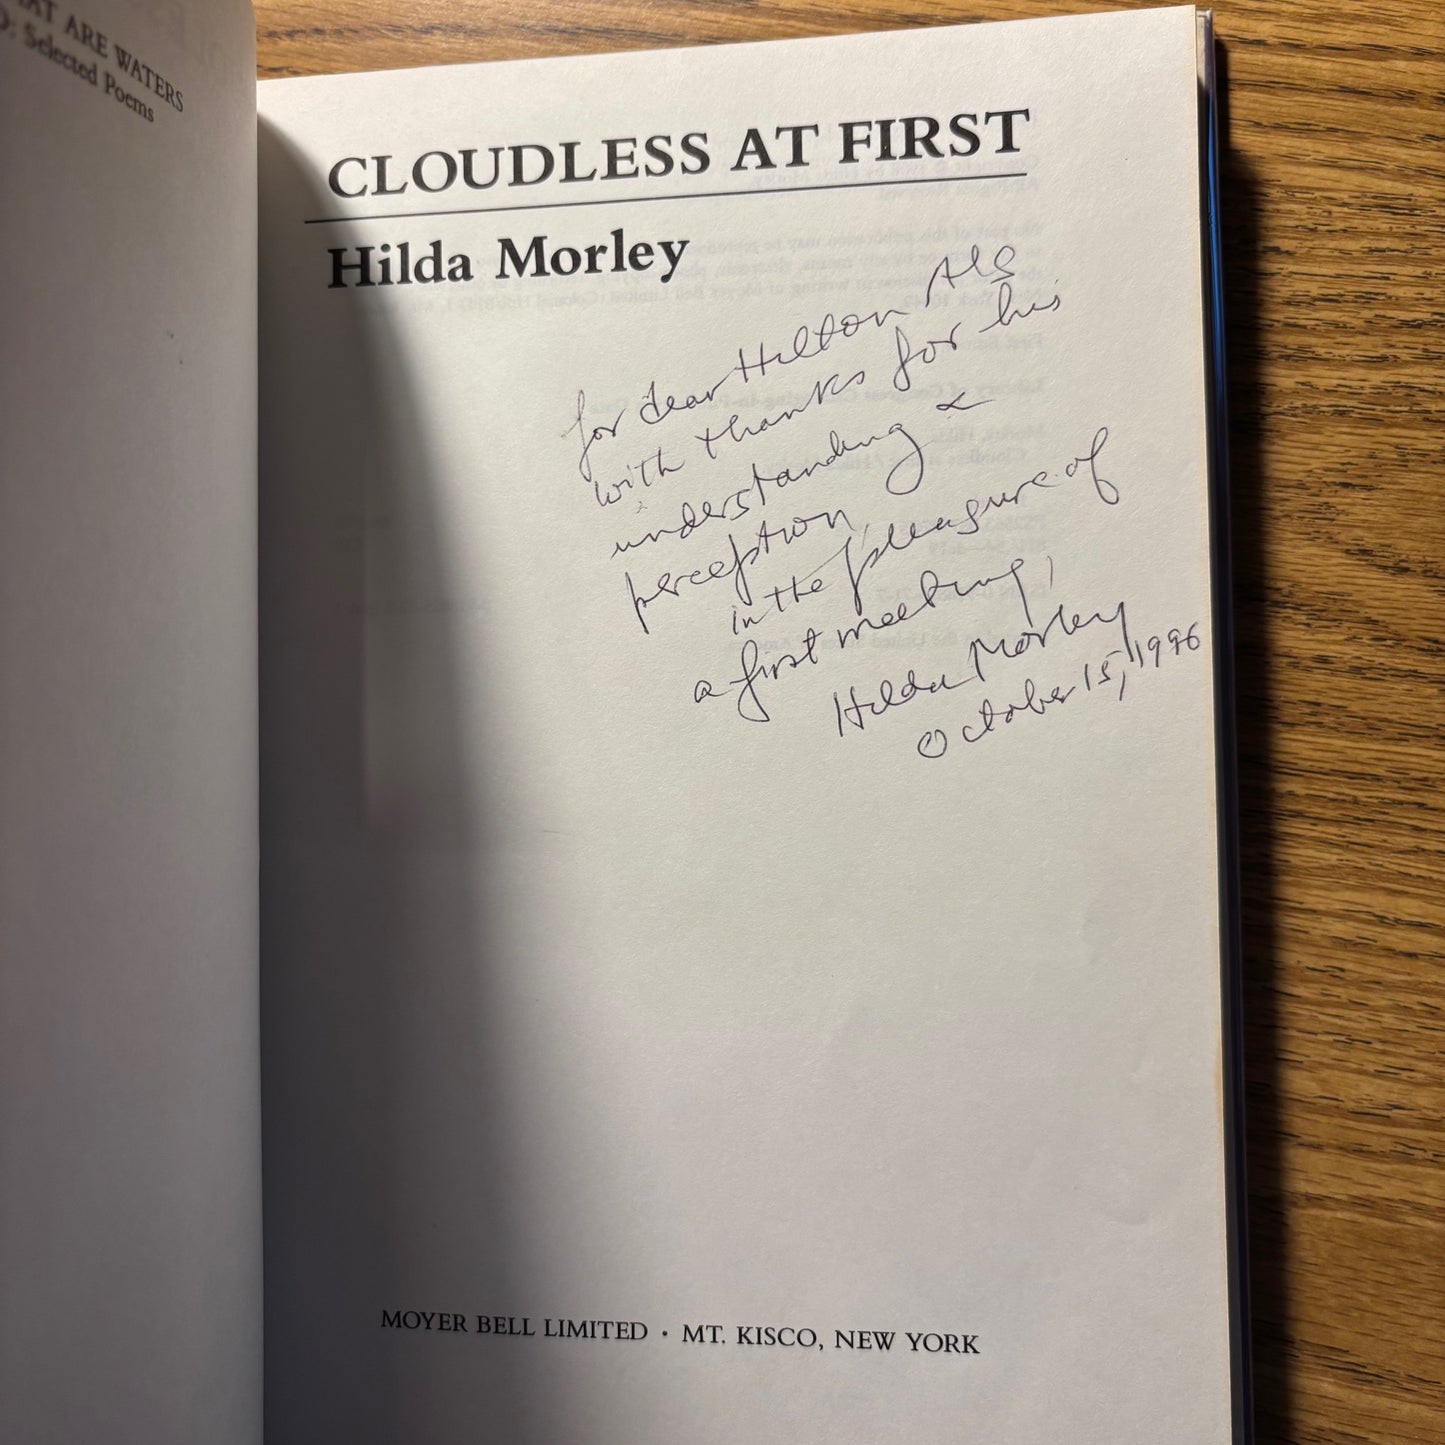 ARE WATERS
Selected Poems
CLOUDLESS AT FIRST
Hilda Morley
for dear Hilton Als
with thanks for his
understanding &
perception,
in the pleasure of
a first meeting,
Hilda Morley
October 15, 1996
MOYER BELL LIMITED · MT. KISCO, NEW YORK